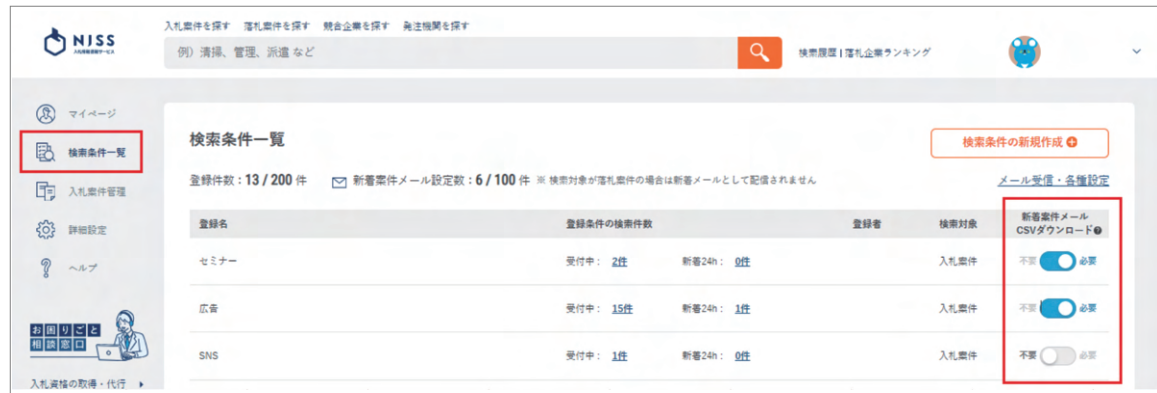 入札案件を探す 落札案件を探す 競合企業を探す 発注機関を探す
NJSS
入札情報速報サービス
例）清掃、管理、派遣 など
検索履歴 | 落札企業ランキング
マイページ
検索条件一覧
入札案件管理
詳細設定
ヘルプ
お困りごと
相談窓口
入札資格の取得・代行
検索条件一覧
検索条件の新規作成
登録件数：13 / 200 件 新着案件メール設定数：6 / 100 件 ※ 検索対象が落札案件の場合は新着メールとして配信されません
メール受信・各種設定
登録名 登録条件の検索件数 登録者 検索対象 新着案件メール
CSVダウンロード
セミナー 受付中： 2件 新着24h： 0件 入札案件 不要 必要
広告 受付中： 15件 新着24h： 1件 入札案件 不要 必要
SNS 受付中： 1件 新着24h： 0件 入札案件 不要 必要